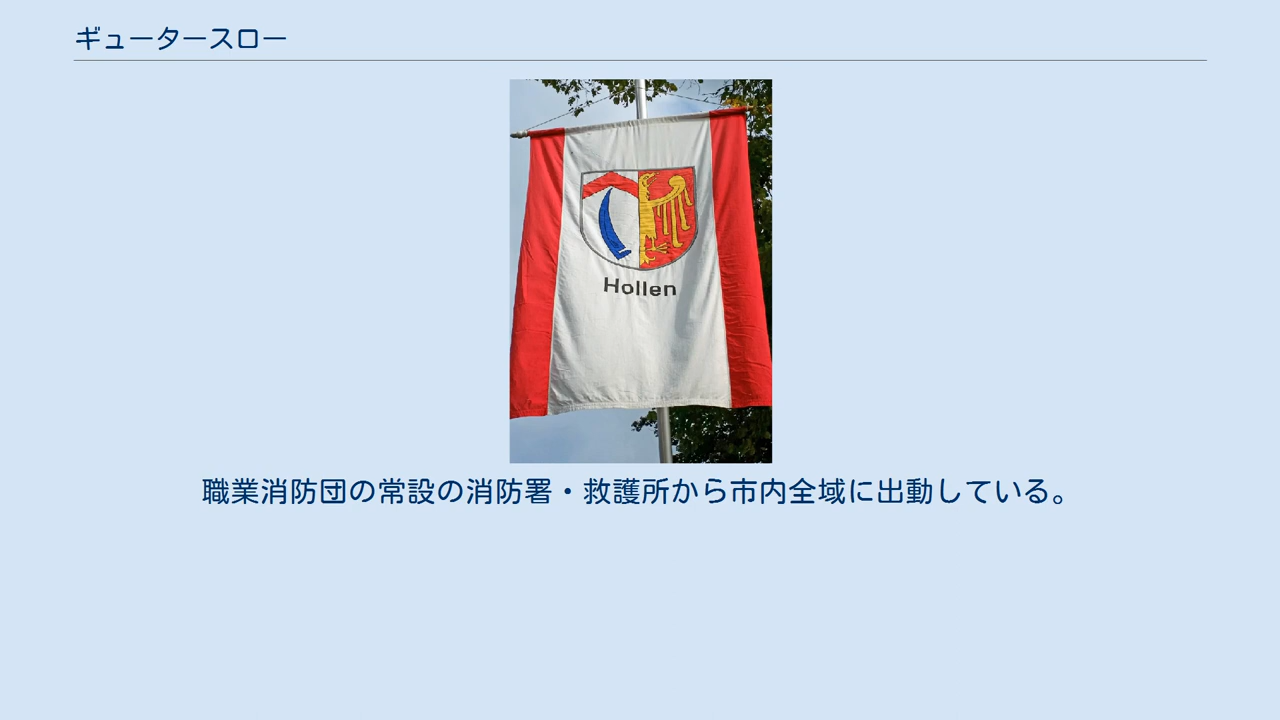 ギュータースロー
Hollen
職業消防団の常設の消防署・救護所から市内全域に出動している。